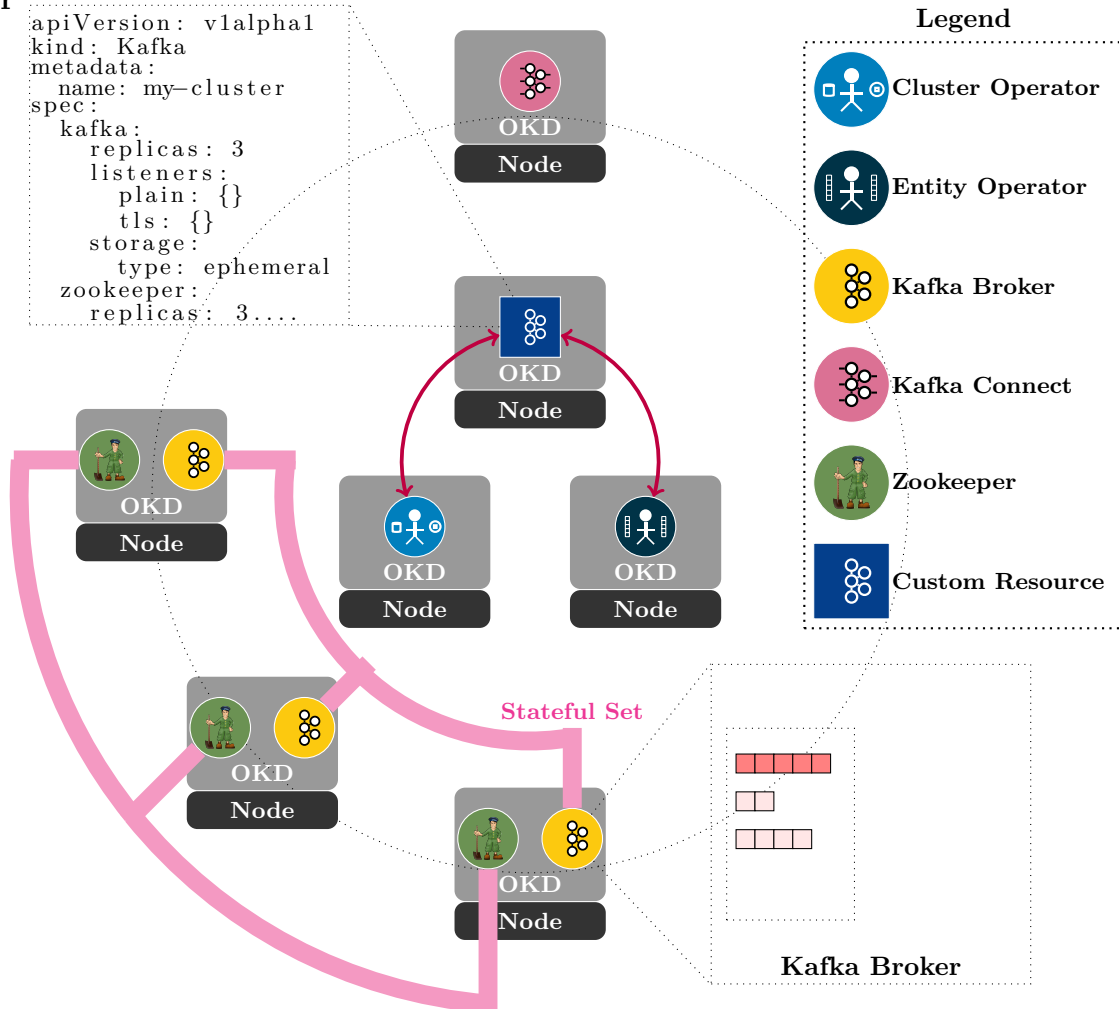 apiVersion: v1alpha1
kind: Kafka
metadata:
  name: my-cluster
spec:
  kafka:
    replicas: 3
    listeners:
      plain: {}
      tls: {}
    storage:
      type: ephemeral
  zookeeper:
    replicas: 3....
OKD
Node
OKD
Node
OKD
Node
OKD
Node
OKD
Node
OKD
Node
Stateful Set
OKD
Node
Legend
Cluster Operator
Entity Operator
Kafka Broker
Kafka Connect
Zookeeper
Custom Resource
Kafka Broker